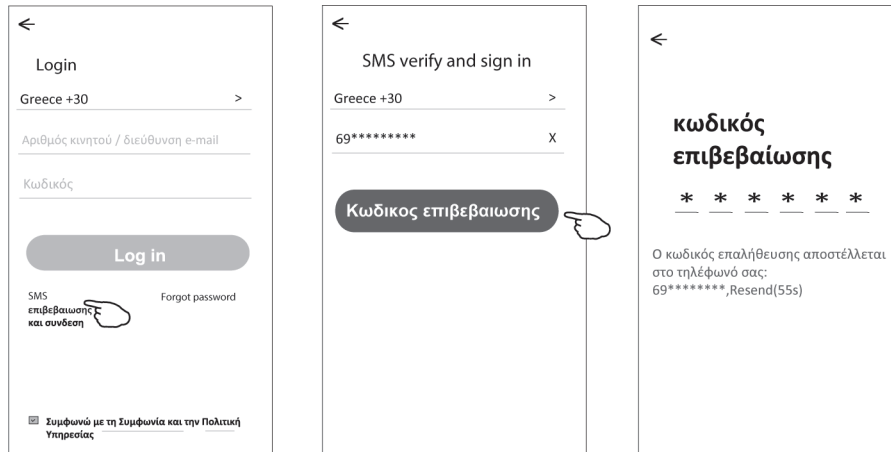 Login
Greece +30 >
Αριθμός κινητού / διεύθυνση e-mail
Κωδικός
Log in
SMS
επιβεβαιωσης
και συνδεση
Forgot password
Συμφωνώ με τη Συμφωνία και την Πολιτική
Υπηρεσίας
SMS verify and sign in
Greece +30 >
69********* X
Κωδικος επιβεβαιωσης
κωδικός
επιβεβαίωσης
* * * * * *
Ο κωδικός επαλήθευσης αποστέλλεται
στο τηλέφωνό σας:
69********,Resend(55s)